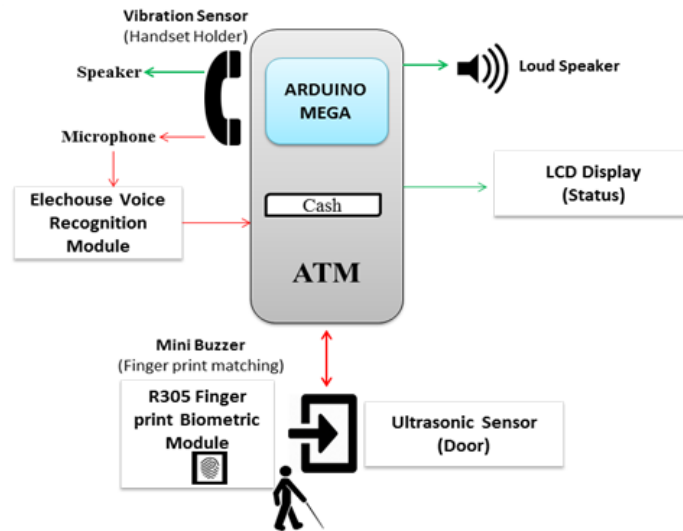 Vibration Sensor
(Handset Holder)
Speaker
Microphone
Elechouse Voice
Recognition
Module
ARDUINO
MEGA
Cash
ATM
Loud Speaker
LCD Display
(Status)
Mini Buzzer
(Finger print matching)
R305 Finger
print Biometric
Module
Ultrasonic Sensor
(Door)